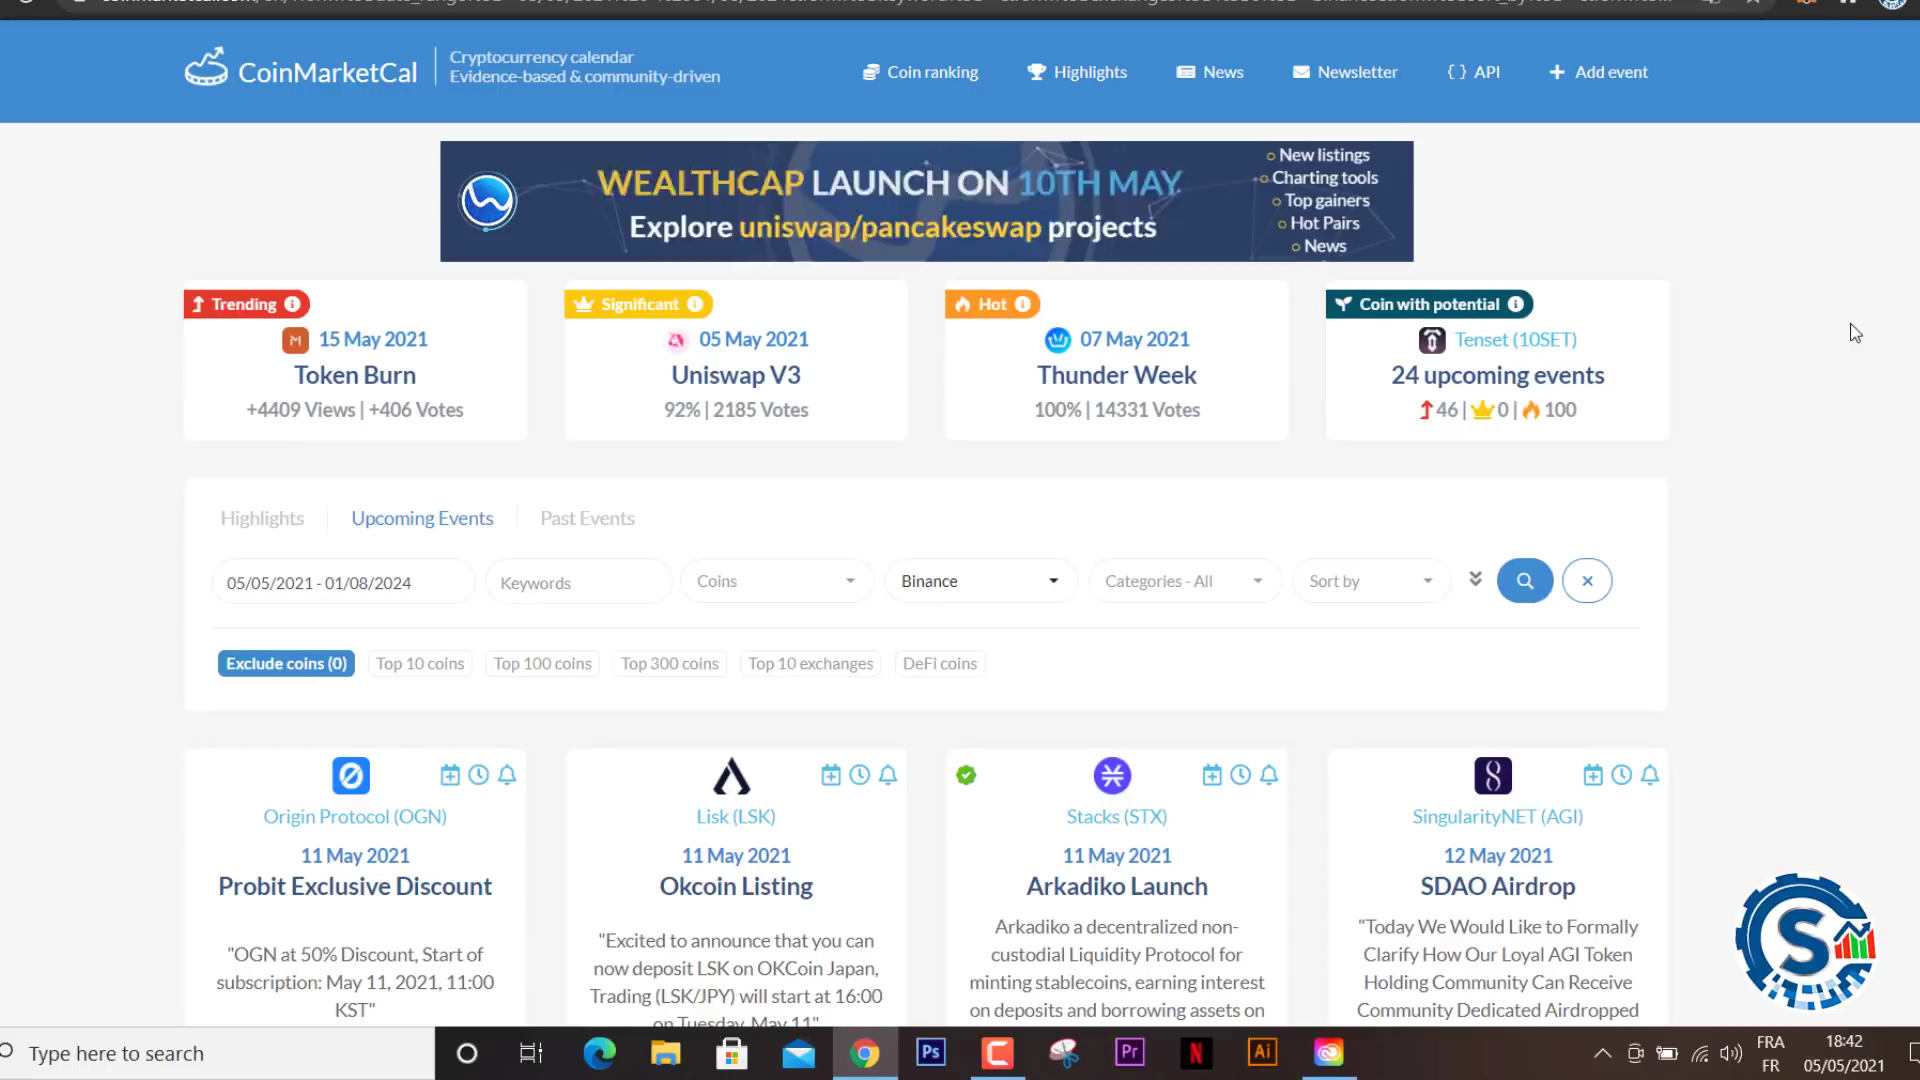 CoinMarketCal
Cryptocurrency calendar
Evidence-based & community-driven
Coin ranking
Highlights
News
Newsletter
{ } API
+ Add event
WEALTHCAP LAUNCH ON 10TH MAY
Explore uniswap/pancakeswap projects
New listings
Charting tools
Top gainers
Hot Pairs
News
Trending
15 May 2021
Token Burn
+4409 Views | +406 Votes
Significant
05 May 2021
Uniswap V3
92% | 2185 Votes
Hot
07 May 2021
Thunder Week
100% | 14331 Votes
Coin with potential
Tenset (10SET)
24 upcoming events
46 | 0 | 100
Highlights
Upcoming Events
Past Events
05/05/2021 - 01/08/2024
Keywords
Coins
Binance
Categories - All
Sort by
Exclude coins (0)
Top 10 coins
Top 100 coins
Top 300 coins
Top 10 exchanges
DeFi coins
Origin Protocol (OGN)
11 May 2021
Probit Exclusive Discount
"OGN at 50% Discount, Start of
subscription: May 11, 2021, 11:00
KST"
Lisk (LSK)
11 May 2021
Okcoin Listing
"Excited to announce that you can
now deposit LSK on OKCoin Japan,
Trading (LSK/JPY) will start at 16:00
on Tuesday, May 11"
Stacks (STX)
11 May 2021
Arkadiko Launch
Arkadiko a decentralized non-
custodial Liquidity Protocol for
minting stablecoins, earning interest
on deposits and borrowing assets on
SingularityNET (AGI)
12 May 2021
SDAO Airdrop
"Today We Would Like to Formally
Clarify How Our Loyal AGI Token
Holding Community Can Receive
Community Dedicated Airdropped
S
Type here to search
Ps
Pr
N
Ai
FRA
FR
18:42
05/05/2021